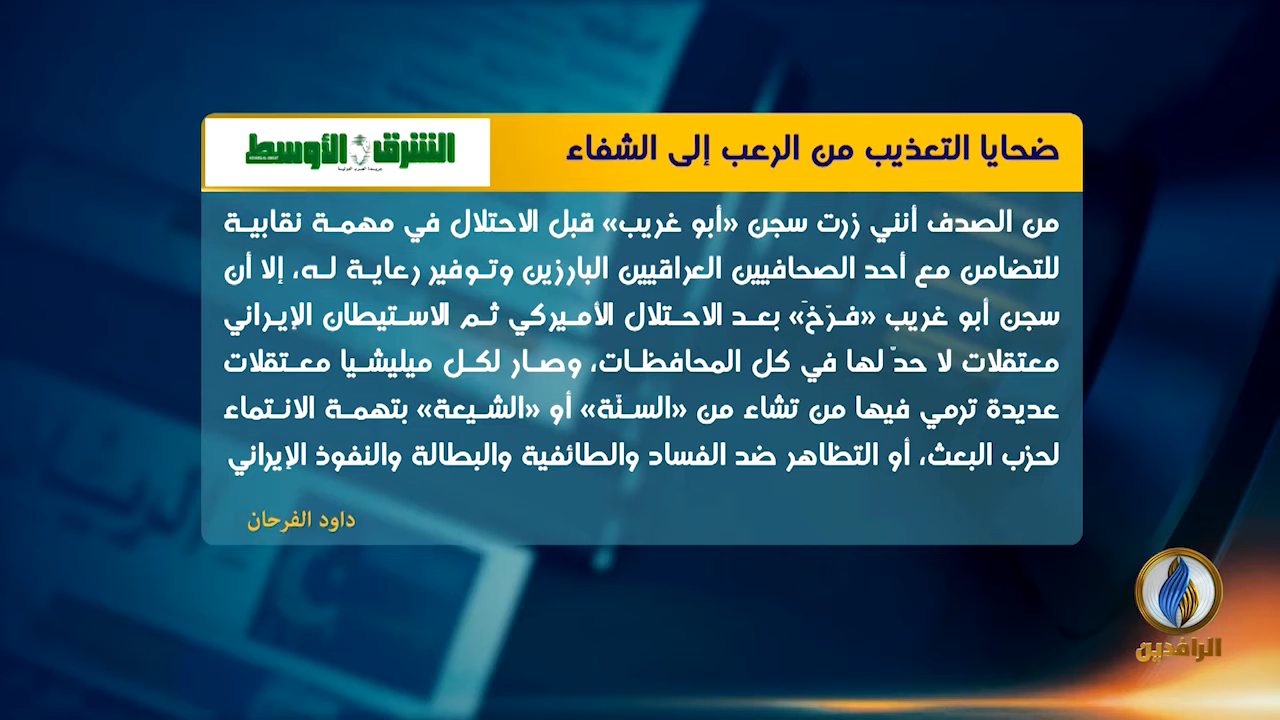 ضحايا التعذيب من الرعب إلى الشفاء
الشرق الأوسط
جريدة العرب الدولية
من الصدف أنني زرت سجن «أبو غريب» قبل الاحتلال في مهمة نقابية
للتضامن مع أحد الصحافيين العراقيين البارزين وتوفير رعاية له، إلا أن
سجن أبو غريب «فرّخَ» بعد الاحتلال الأميركي ثم الاستيطان الإيراني
معتقلات لا حدّ لها في كل المحافظات، وصار لكل ميليشيا معتقلات
عديدة ترمي فيها من تشاء من «السنّة» أو «الشيعة» بتهمة الانتماء
لحزب البعث، أو التظاهر ضد الفساد والطائفية والبطالة والنفوذ الإيراني
داود الفرحان
الرافدين